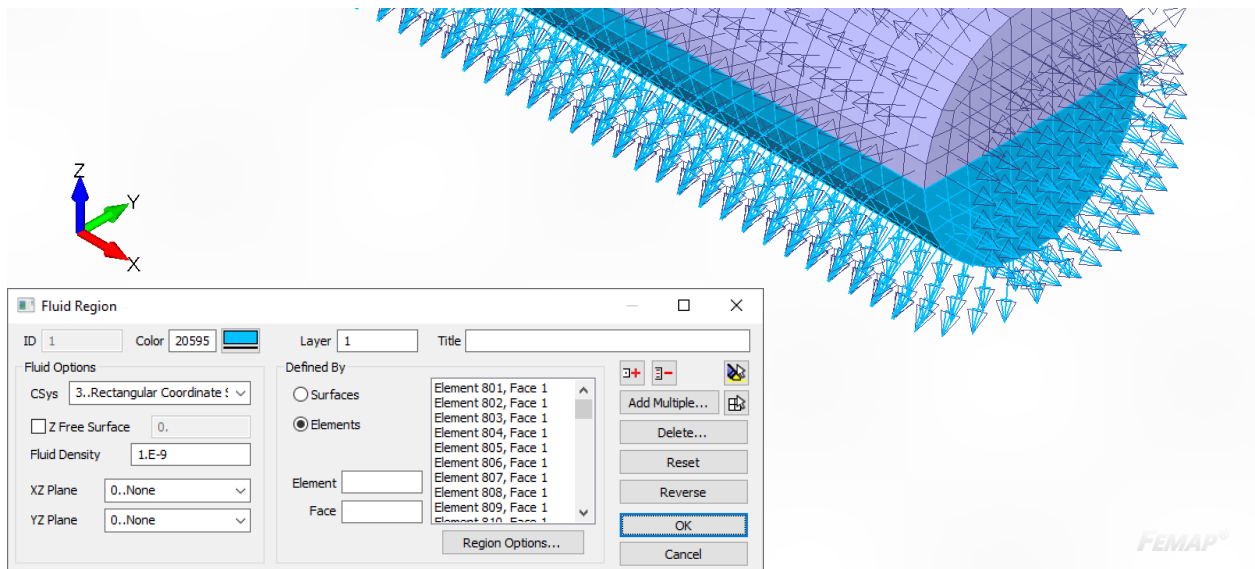 Z
Y
X
Fluid Region
ID 1 Color 20595 Layer 1 Title
Fluid Options
CSys 3..Rectangular Coordinate S
Z Free Surface 0.
Fluid Density 1.E-9
XZ Plane 0..None
YZ Plane 0..None
Defined By
Surfaces
Elements
Element
Face
Element 801, Face 1
Element 802, Face 1
Element 803, Face 1
Element 804, Face 1
Element 805, Face 1
Element 806, Face 1
Element 807, Face 1
Element 808, Face 1
Element 809, Face 1
Element 810, Face 1
Region Options...
Add Multiple...
Delete...
Reset
Reverse
OK
Cancel
FEMAP®